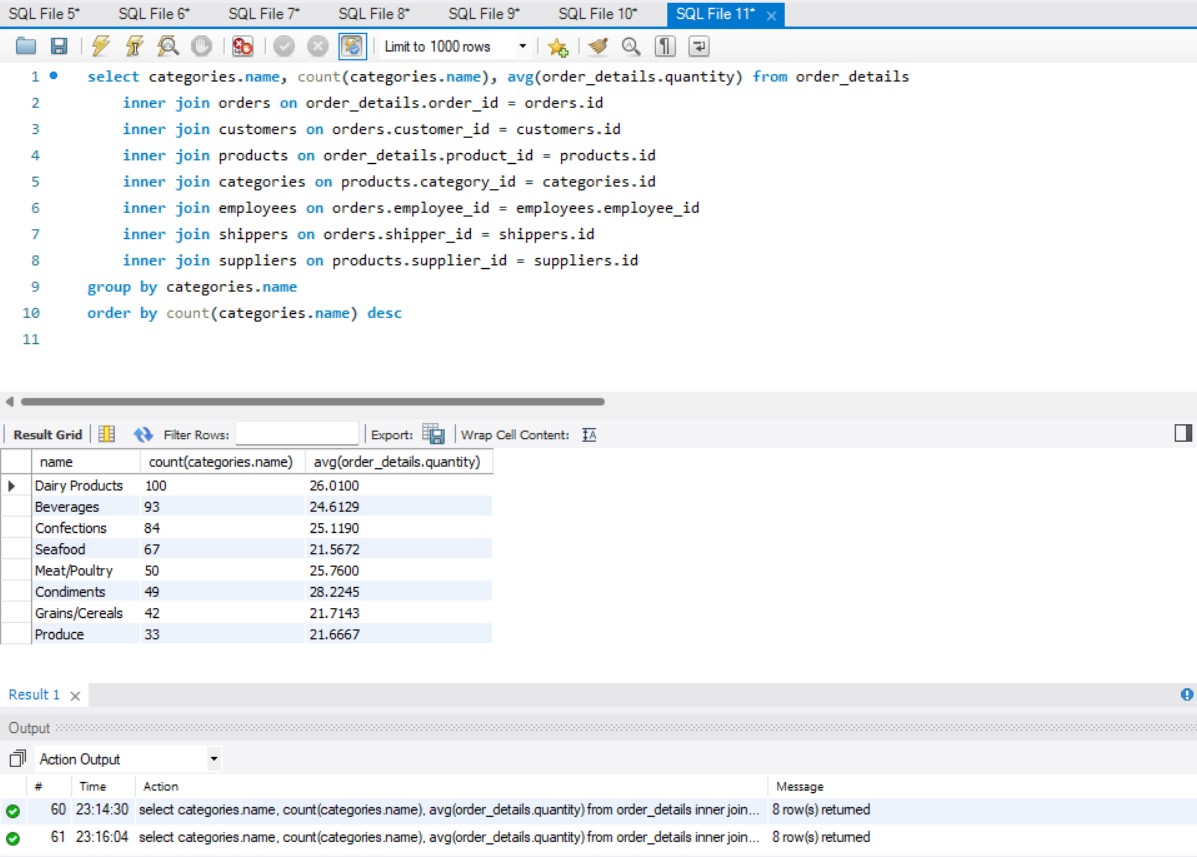 SQL File 5* SQL File 6* SQL File 7* SQL File 8* SQL File 9* SQL File 10* SQL File 11*
Limit to 1000 rows
1 select categories.name, count(categories.name), avg(order_details.quantity) from order_details
2 inner join orders on order_details.order_id = orders.id
3 inner join customers on orders.customer_id = customers.id
4 inner join products on order_details.product_id = products.id
5 inner join categories on products.category_id = categories.id
6 inner join employees on orders.employee_id = employees.employee_id
7 inner join shippers on orders.shipper_id = shippers.id
8 inner join suppliers on products.supplier_id = suppliers.id
9 group by categories.name
10 order by count(categories.name) desc
11
Result Grid Filter Rows: Export: Wrap Cell Content:
name count(categories.name) avg(order_details.quantity)
Dairy Products 100 26.0100
Beverages 93 24.6129
Confections 84 25.1190
Seafood 67 21.5672
Meat/Poultry 50 25.7600
Condiments 49 28.2245
Grains/Cereals 42 21.7143
Produce 33 21.6667
Result 1
Output
Action Output
# Time Action Message
60 23:14:30 select categories.name, count(categories.name), avg(order_details.quantity) from order_details inner join... 8 row(s) returned
61 23:16:04 select categories.name, count(categories.name), avg(order_details.quantity) from order_details inner join... 8 row(s) returned